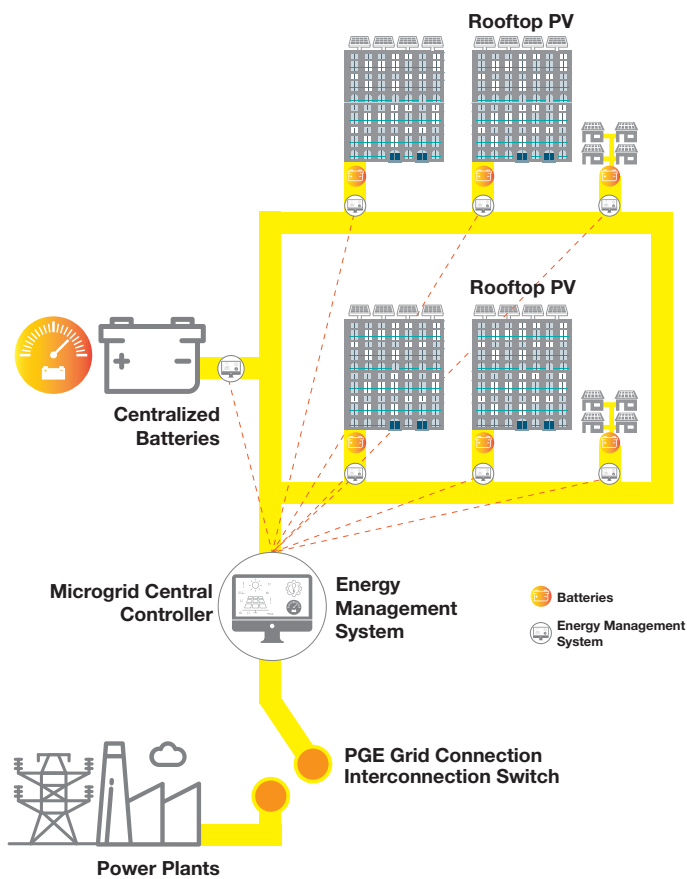 Rooftop PV
Rooftop PV
Centralized
Batteries
Microgrid Central
Controller
Energy
Management
System
Batteries
Energy Management
System
PGE Grid Connection
Interconnection Switch
Power Plants